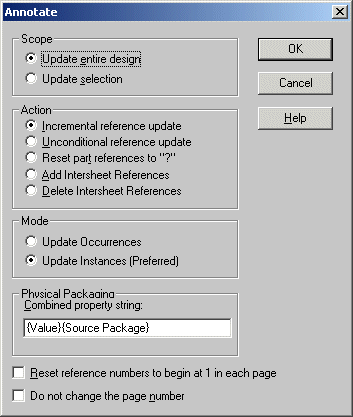 Annotate
Scope
Update entire design
Update selection
OK
Cancel
Help
Action
Incremental reference update
Unconditional reference update
Reset part references to "?"
Add Intersheet References
Delete Intersheet References
Mode
Update Occurrences
Update Instances (Preferred)
Physical Packaging
Combined property string:
{Value}{Source Package}
Reset reference numbers to begin at 1 in each page
Do not change the page number